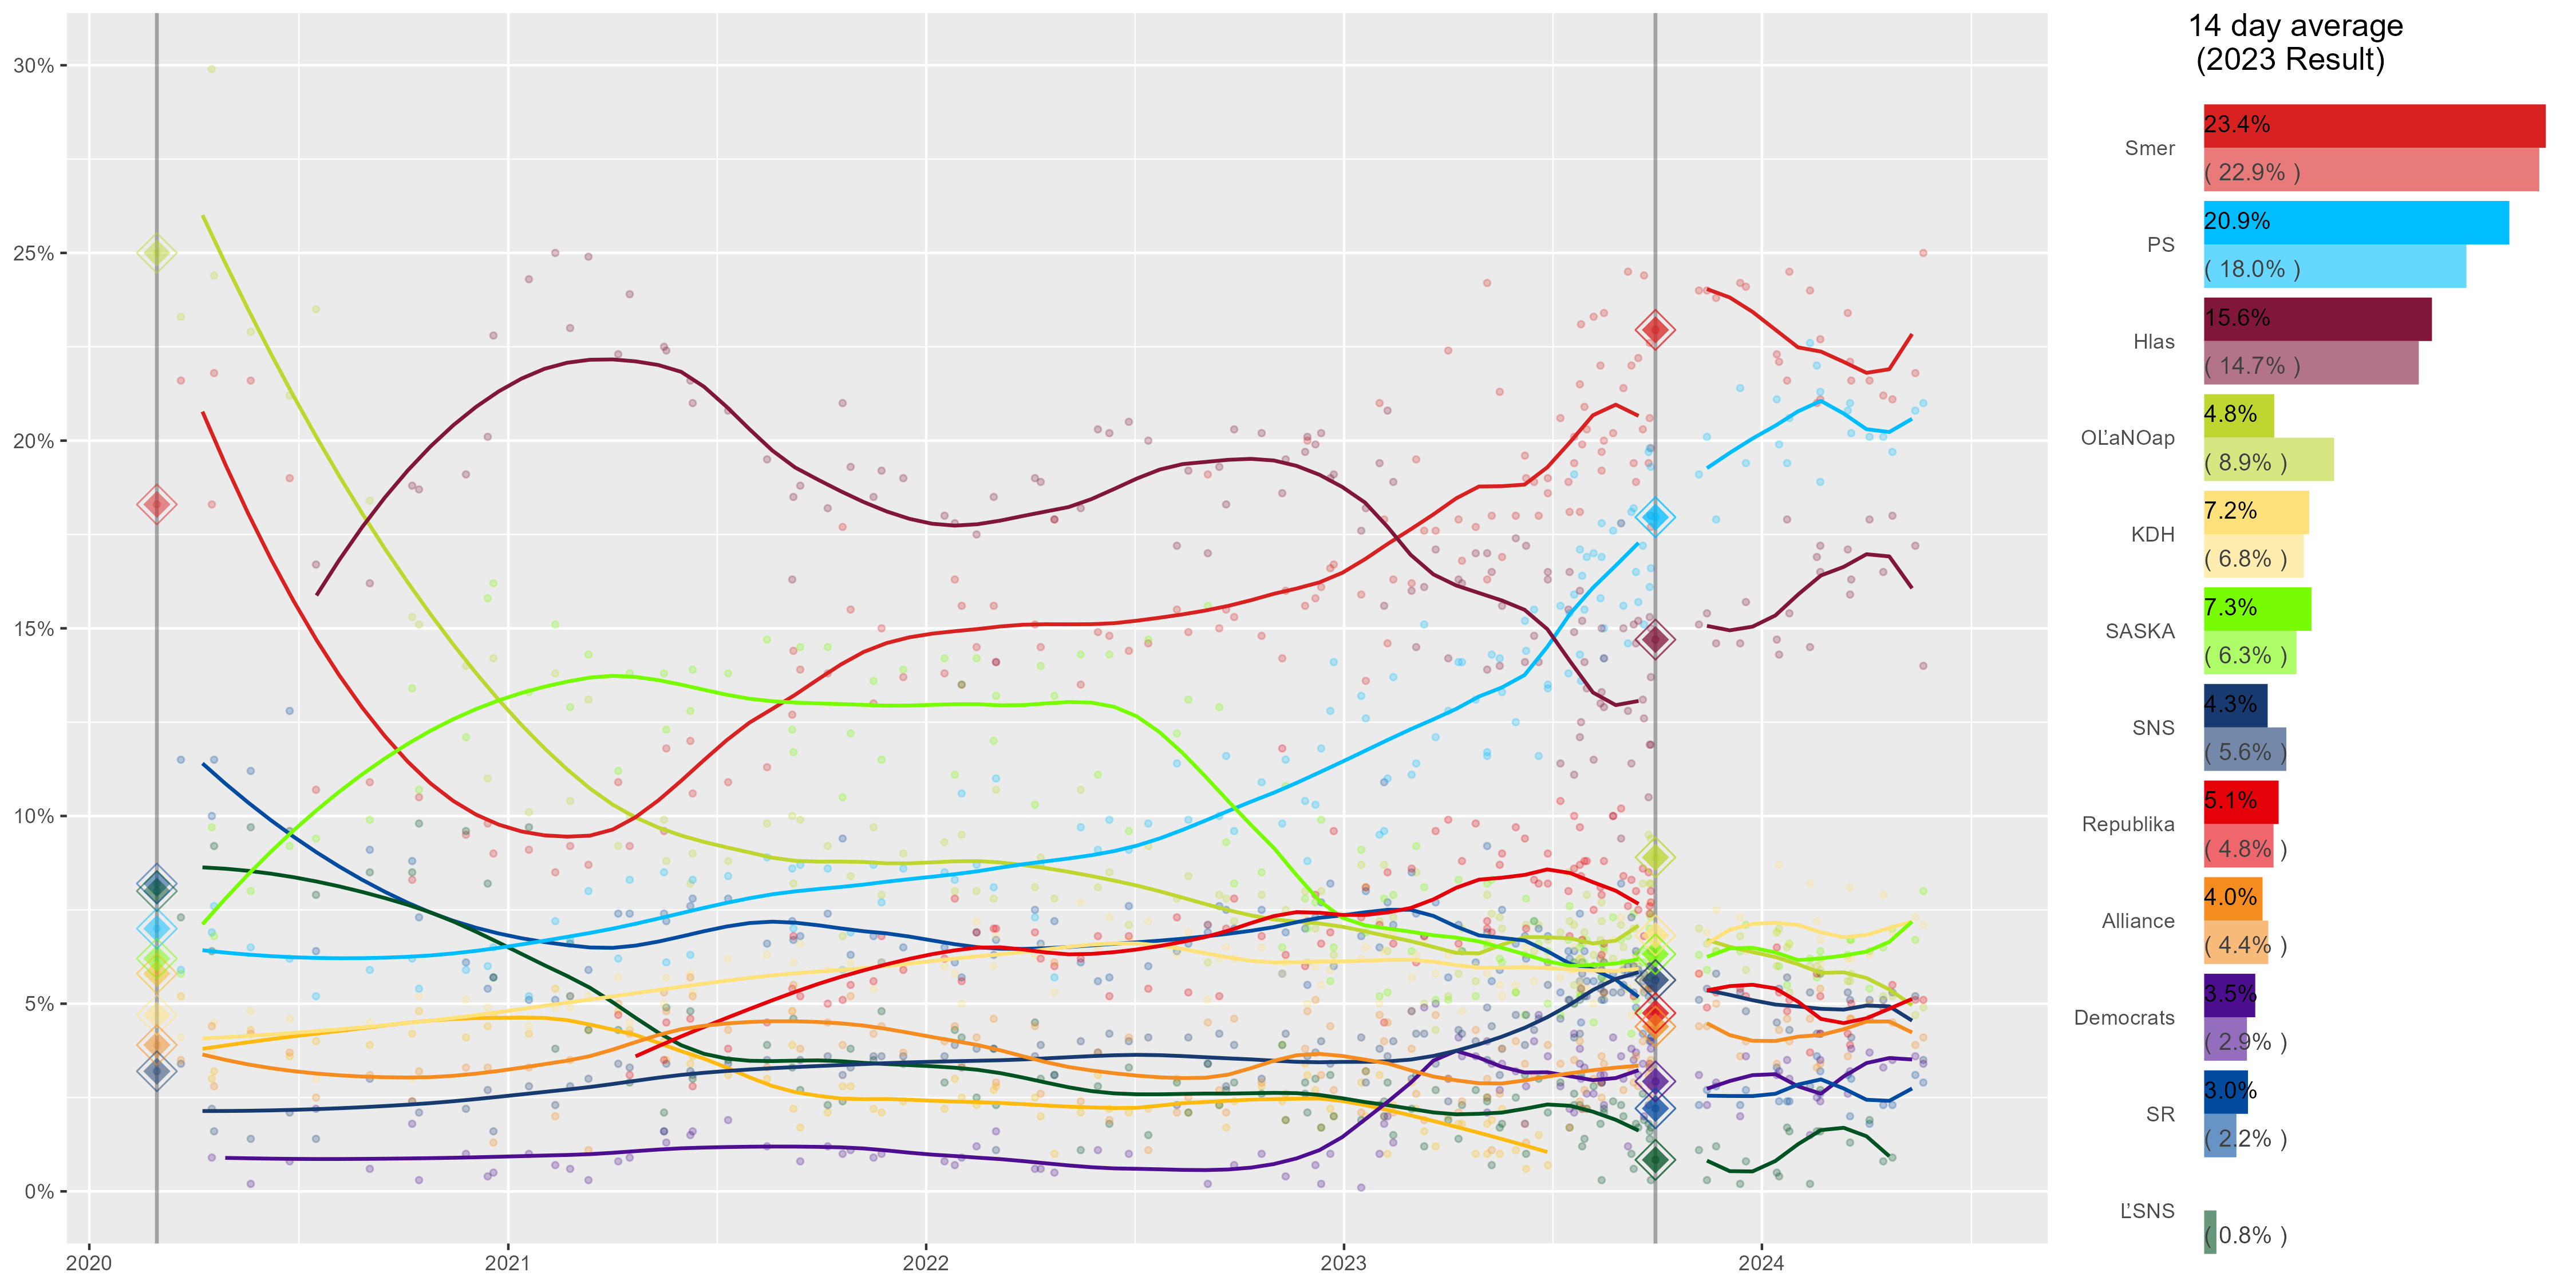 14 day average
(2023 Result)
30%
25%
20%
15%
10%
5%
0%
2020
2021
2022
2023
2024
Smer
23.4%
( 22.9% )
PS
20.9%
( 18.0% )
Hlas
15.6%
( 14.7% )
OĽaNOap
4.8%
( 8.9% )
KDH
7.2%
( 6.8% )
SASKA
7.3%
( 6.3% )
SNS
4.3%
( 5.6% )
Republika
5.1%
( 4.8% )
Alliance
4.0%
( 4.4% )
Democrats
3.5%
( 2.9% )
SR
3.0%
( 2.2% )
ĽSNS
( 0.8% )